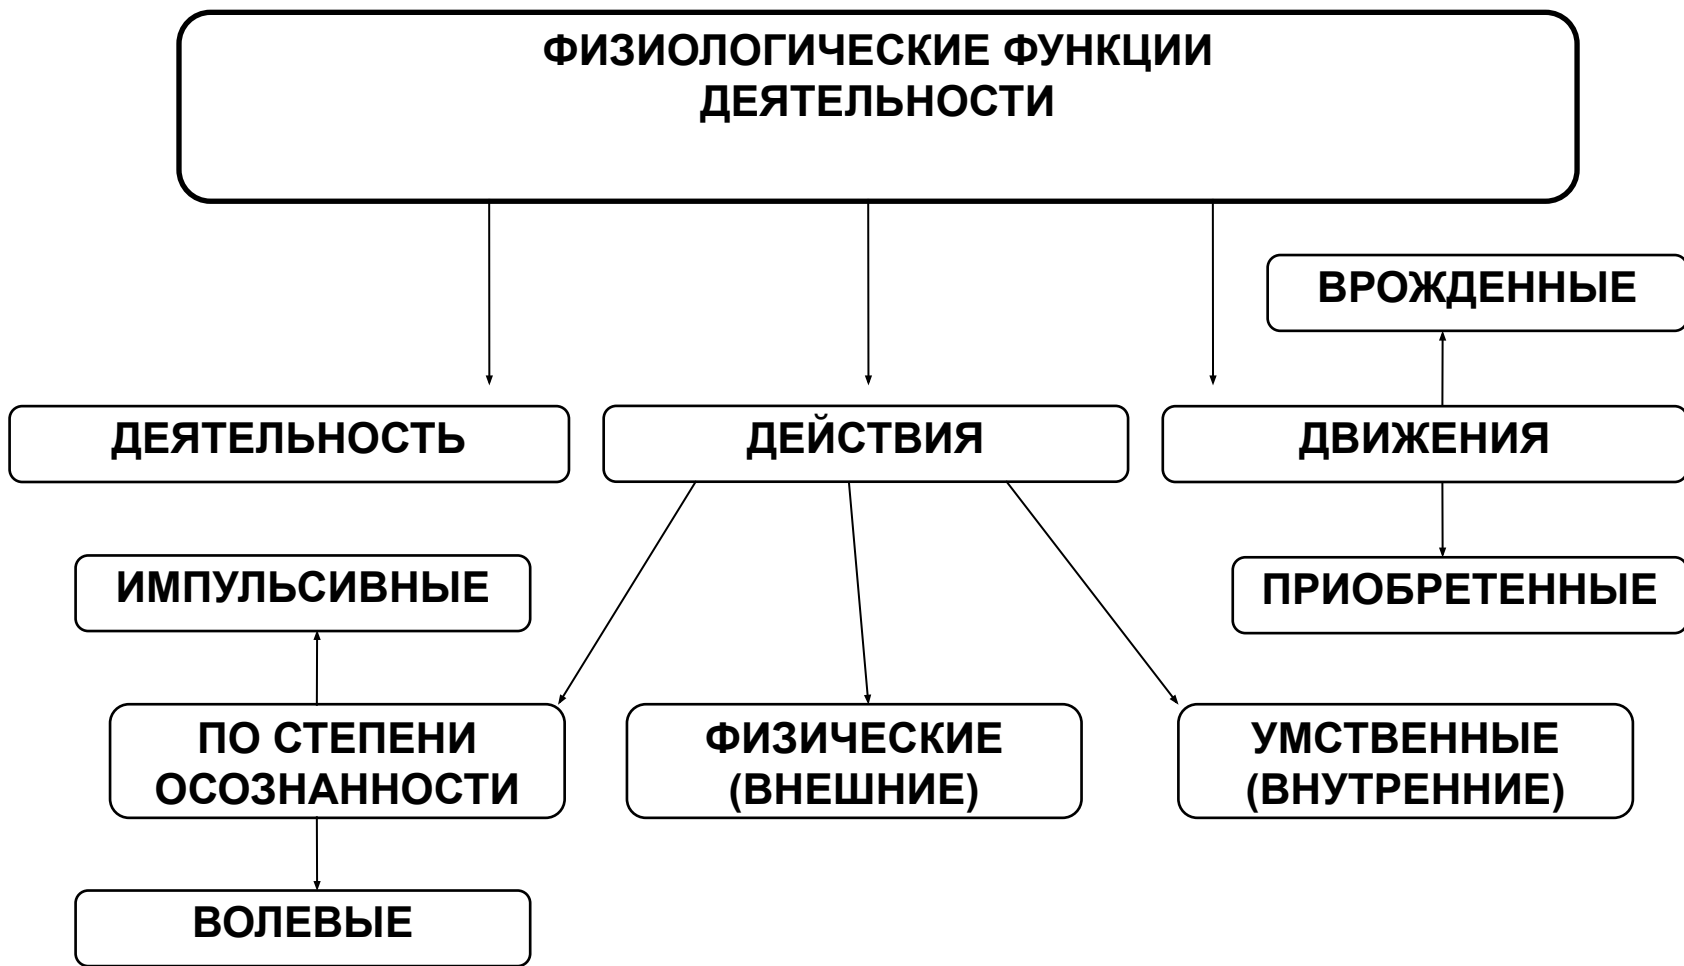 ФИЗИОЛОГИЧЕСКИЕ ФУНКЦИИ
ДЕЯТЕЛЬНОСТИ
ВРОЖДЕННЫЕ
ДЕЯТЕЛЬНОСТЬ
ДЕЙСТВИЯ
ДВИЖЕНИЯ
ИМПУЛЬСИВНЫЕ
ПРИОБРЕТЕННЫЕ
ПО СТЕПЕНИ
ОСОЗНАННОСТИ
ФИЗИЧЕСКИЕ
(ВНЕШНИЕ)
УМСТВЕННЫЕ
(ВНУТРЕННИЕ)
ВОЛЕВЫЕ